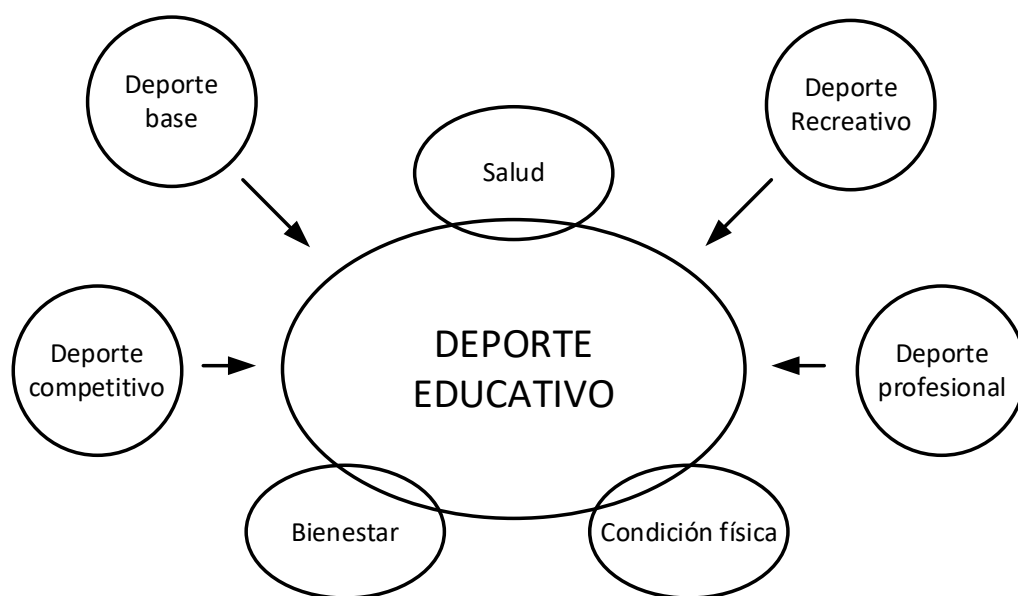 Deporte
base
Deporte
Recreativo
Salud
Deporte
competitivo
DEPORTE
EDUCATIVO
Deporte
profesional
Bienestar
Condición física